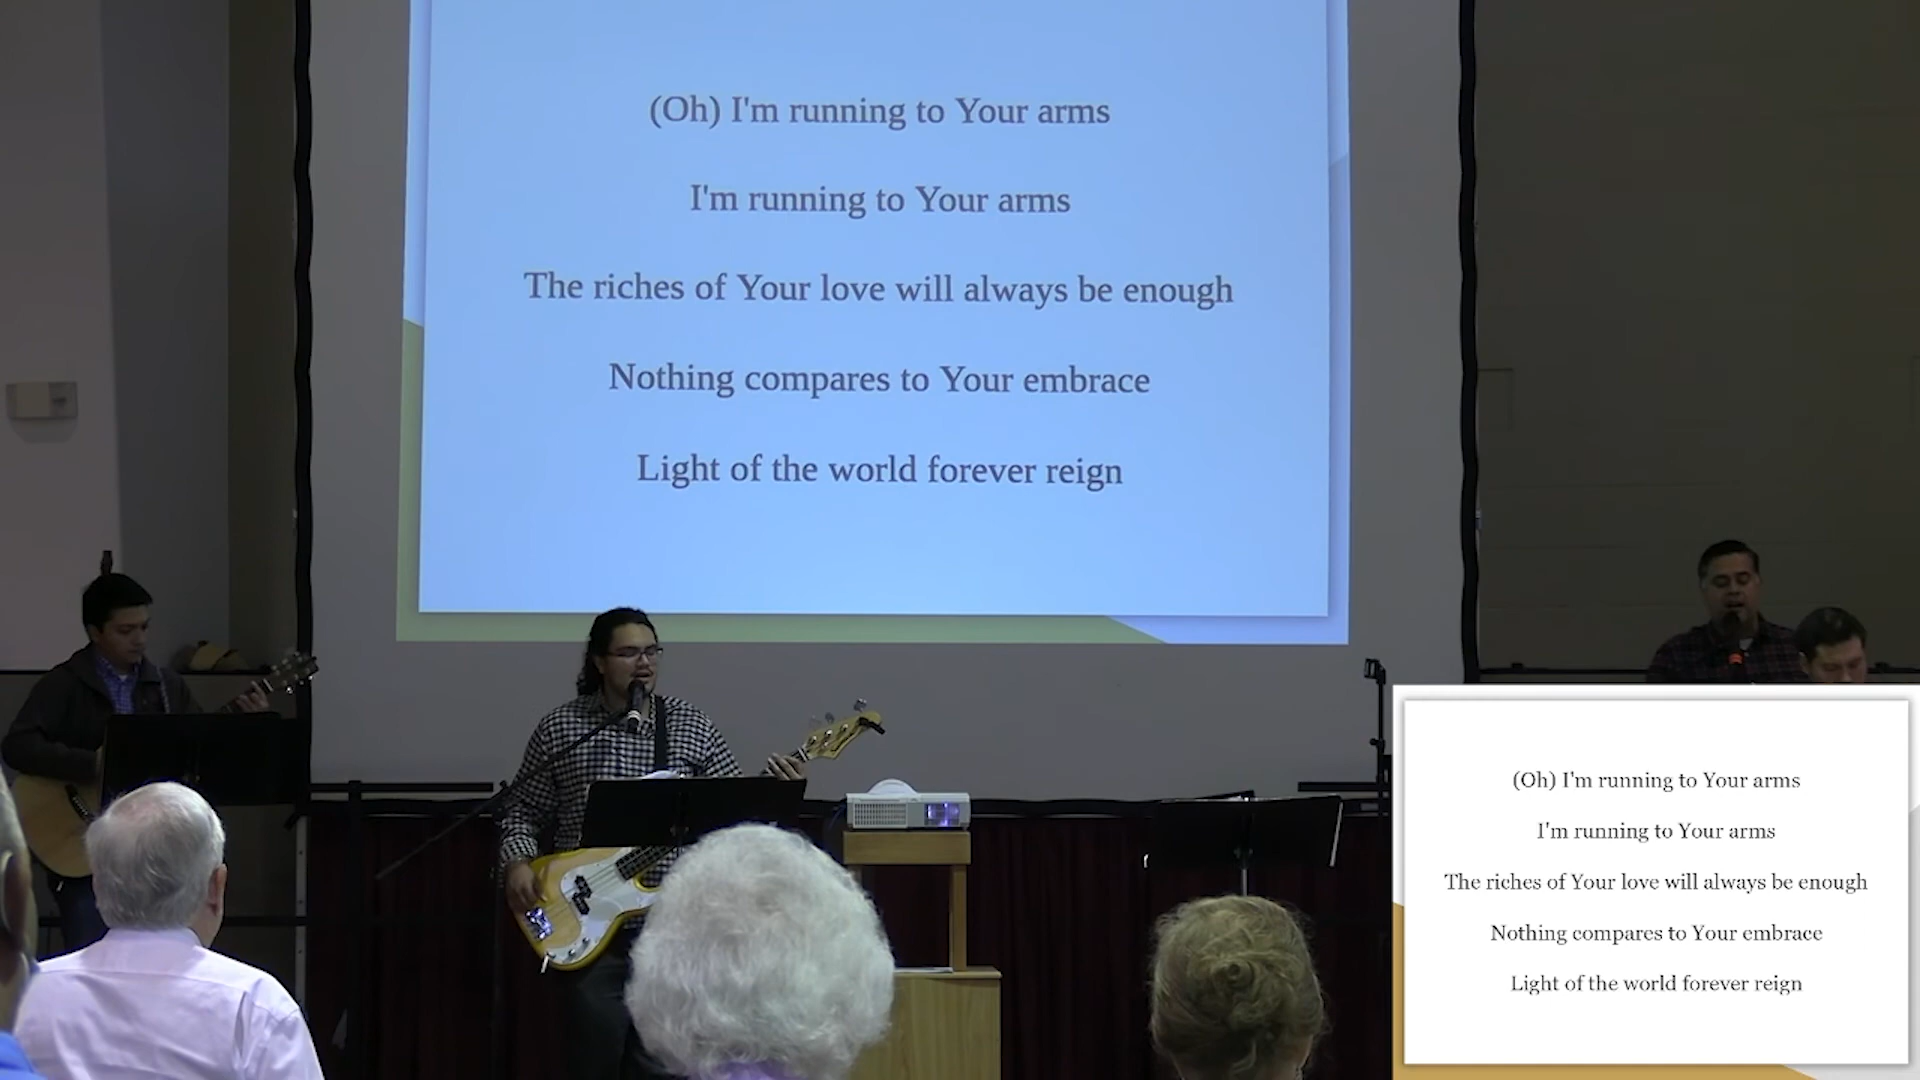 (Oh) I'm running to Your arms
I'm running to Your arms
The riches of Your love will always be enough
Nothing compares to Your embrace
Light of the world forever reign
(Oh) I'm running to Your arms
I'm running to Your arms
The riches of Your love will always be enough
Nothing compares to Your embrace
Light of the world forever reign